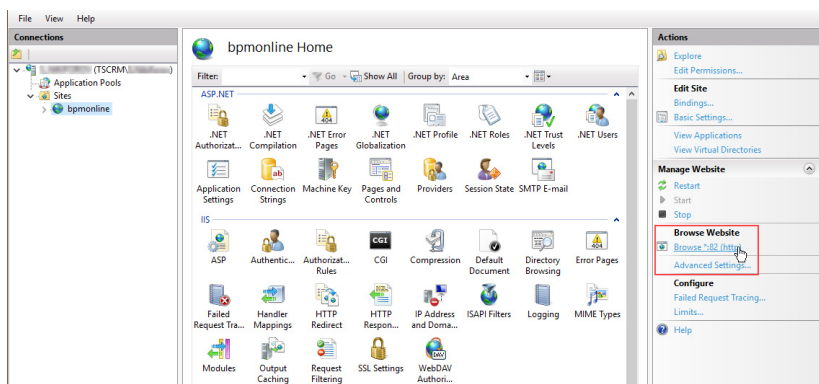 File View Help
Connections
(TSCRM\
Application Pools
Sites
bpmonline
bpmonline Home
Filter: Go Show All Group by: Area
ASP.NET
.NET Authorizat...
.NET Compilation
.NET Error Pages
.NET Globalization
.NET Profile
.NET Roles
.NET Trust Levels
.NET Users
Application Settings
Connection Strings
Machine Key
Pages and Controls
Providers
Session State
SMTP E-mail
IIS
ASP
Authentic...
Authorizat... Rules
CGI
Compression
Default Document
Directory Browsing
Error Pages
Failed Request Tra...
Handler Mappings
HTTP Redirect
HTTP Respon...
IP Address and Doma...
ISAPI Filters
Logging
MIME Types
Modules
Output Caching
Request Filtering
SSL Settings
WebDAV Authori...
Actions
Explore
Edit Permissions...
Edit Site
Bindings...
Basic Settings...
View Applications
View Virtual Directories
Manage Website
Restart
Start
Stop
Browse Website
Browse *:82 (http)
Advanced Settings...
Configure
Failed Request Tracing...
Limits...
Help